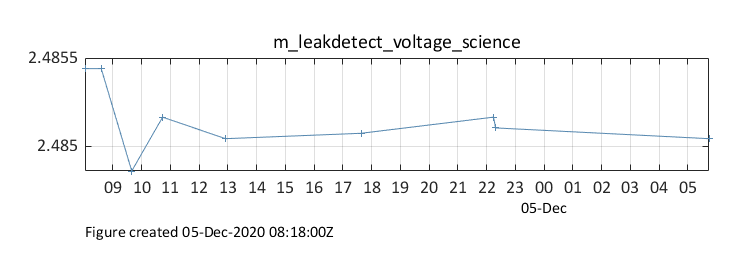 m_leakdetect_voltage_science
2.4855
2.485
09 10 11 12 13 14 15 16 17 18 19 20 21 22 23 00 01 02 03 04 05
05-Dec
Figure created 05-Dec-2020 08:18:00Z